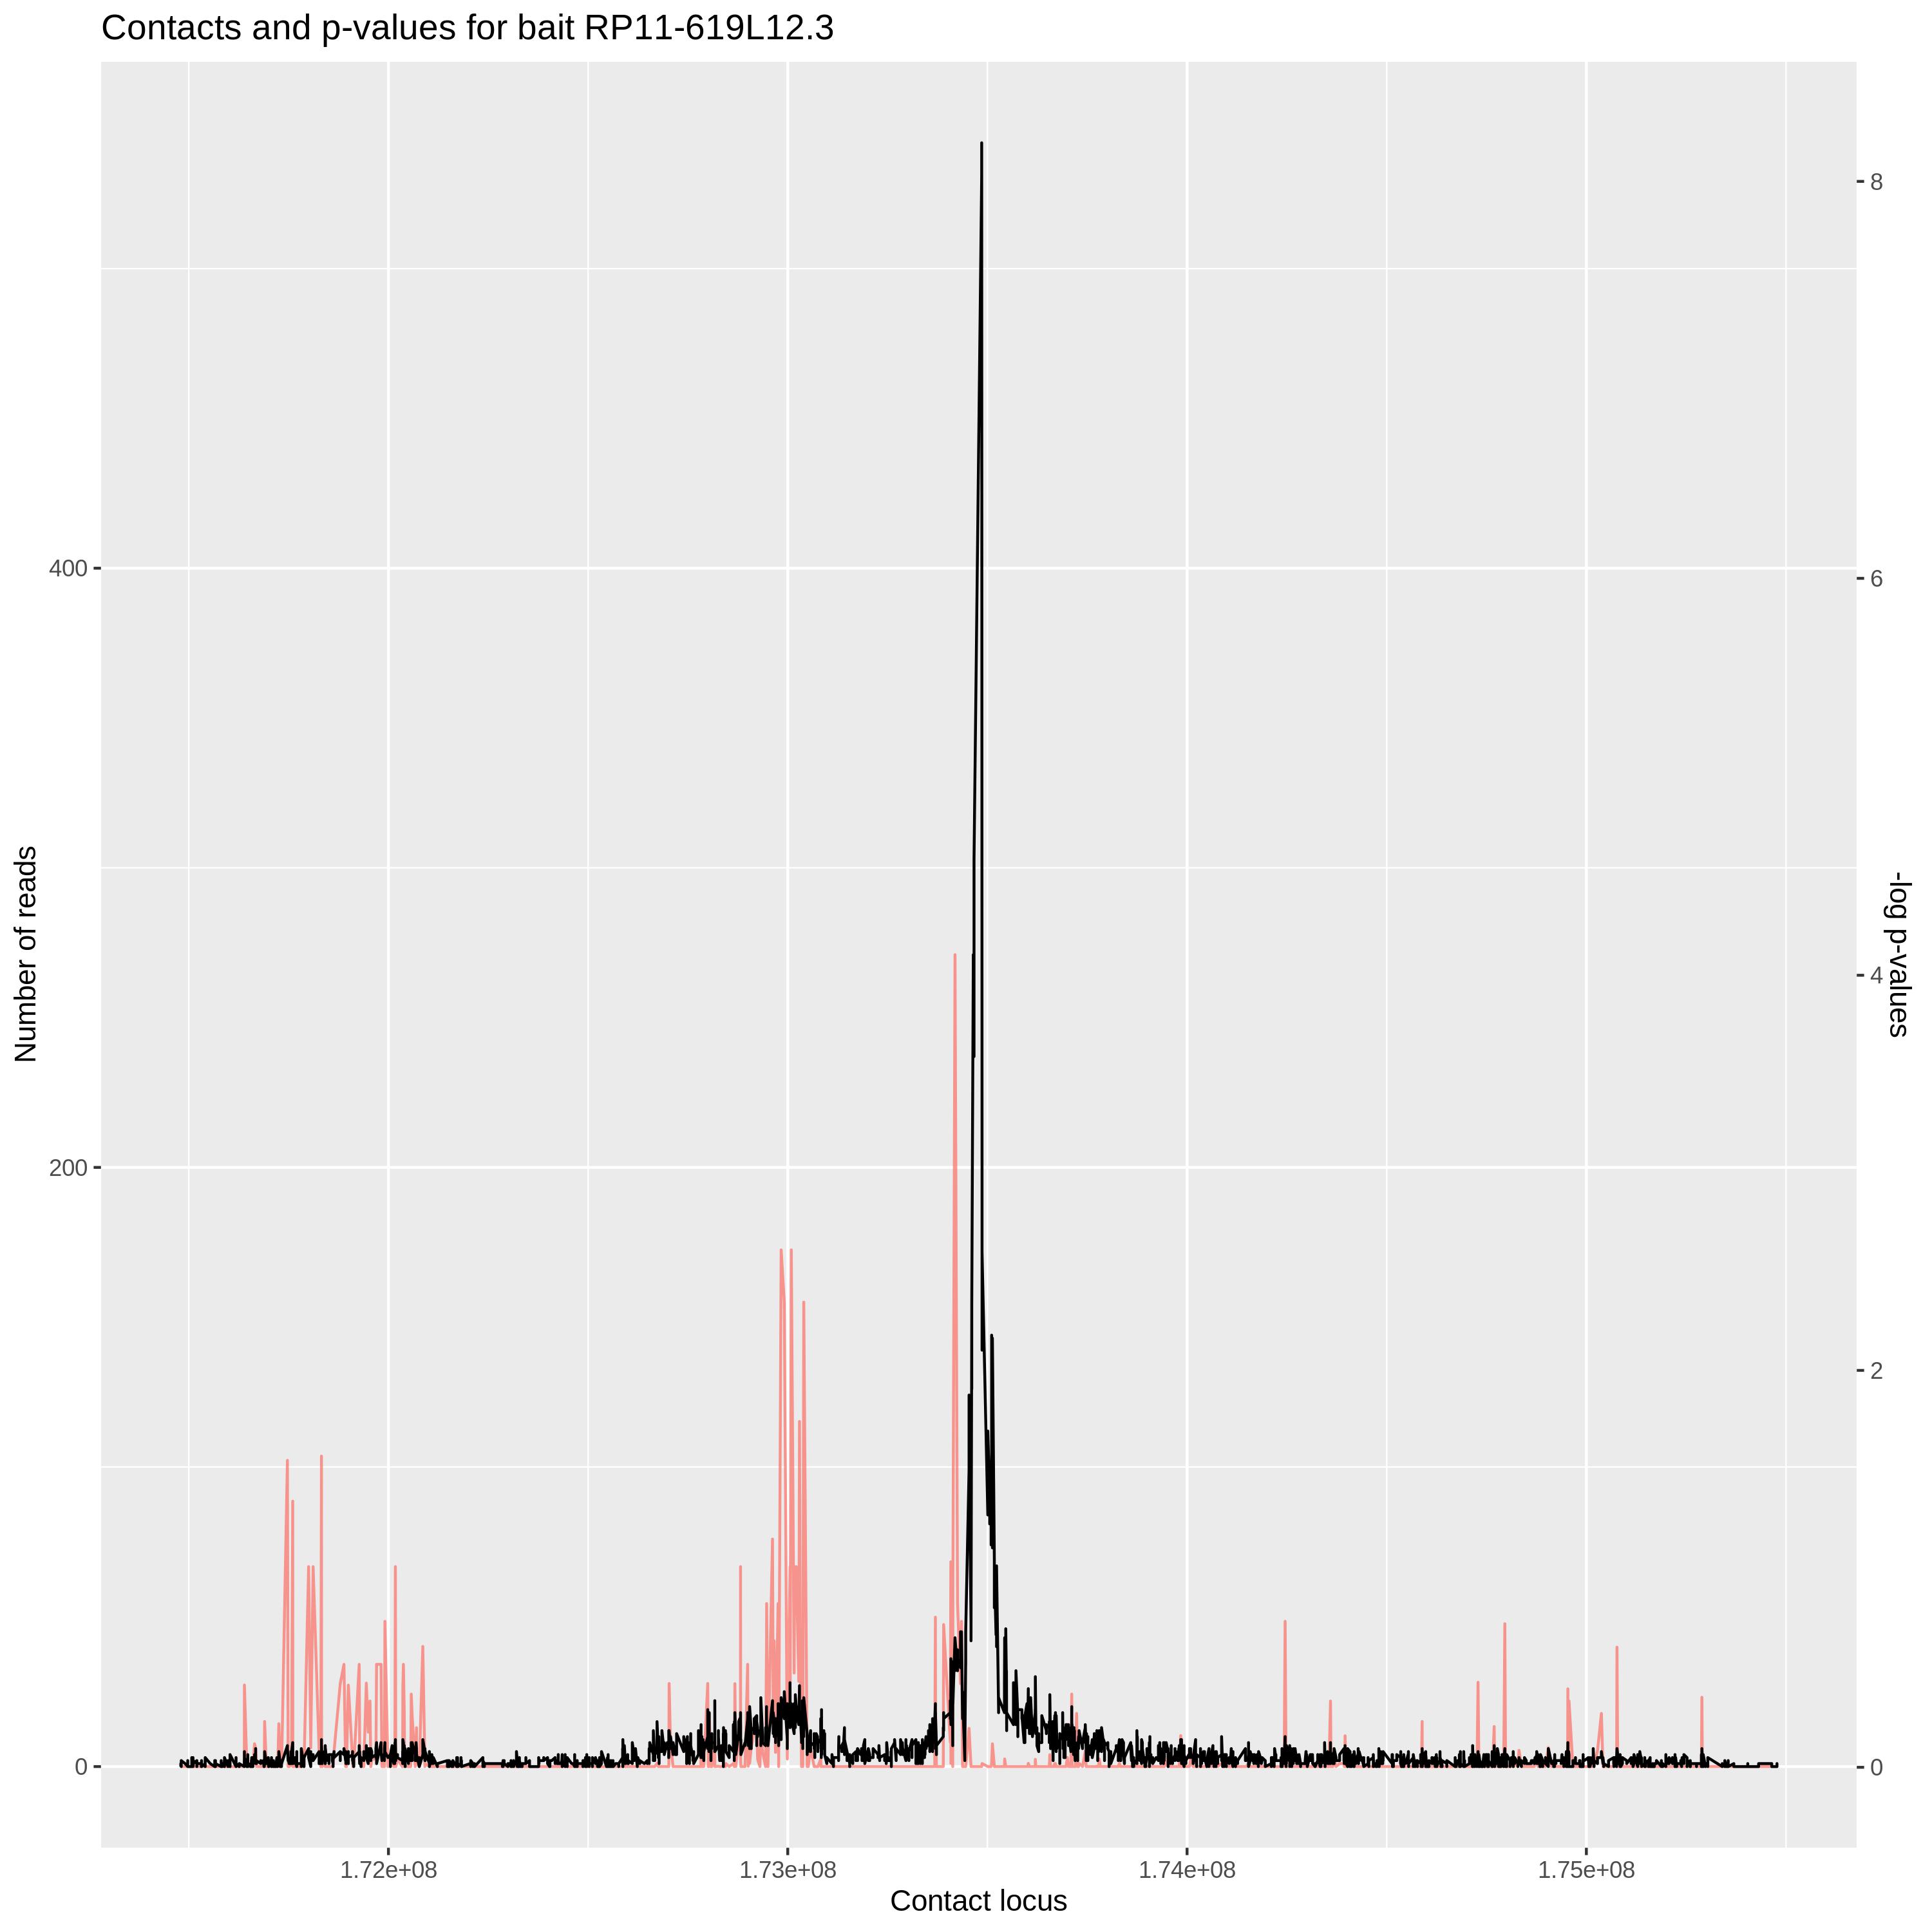 Contacts and p-values for bait RP11-619L12.3
8
400
6
Number of reads
-log p-values
4
200
2
0
0
1.72e+08
1.73e+08
1.74e+08
1.75e+08
Contact locus